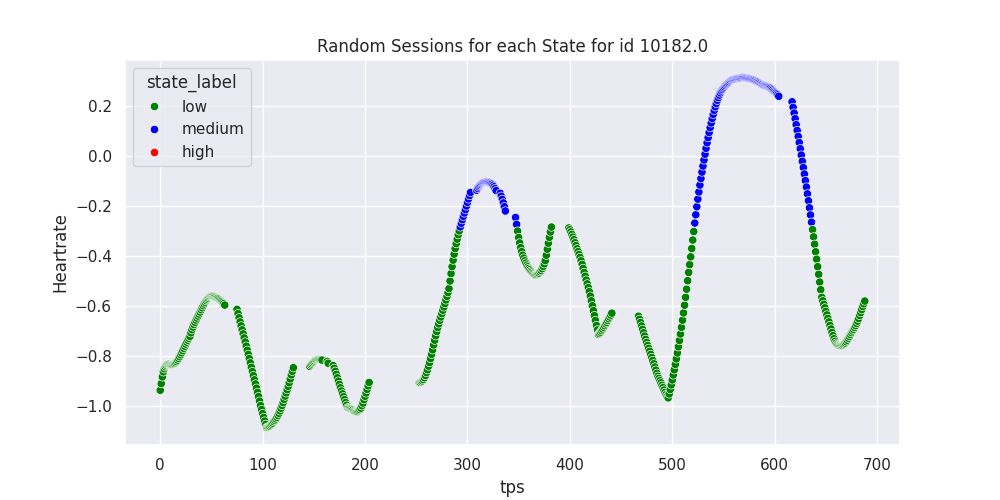 Random Sessions for each State for id 10182.0
state_label
low
medium
high
0.2
0.0
−0.2
−0.4
−0.6
−0.8
−1.0
Heartrate
0 100 200 300 400 500 600 700
tps